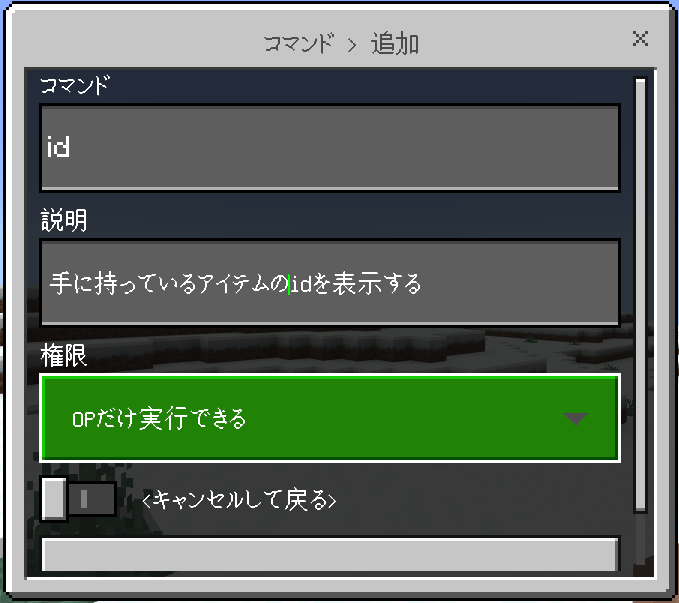 コマンド > 追加
コマンド
id
説明
手に持っているアイテムのidを表示する
権限
OPだけ実行できる
<キャンセルして戻る>